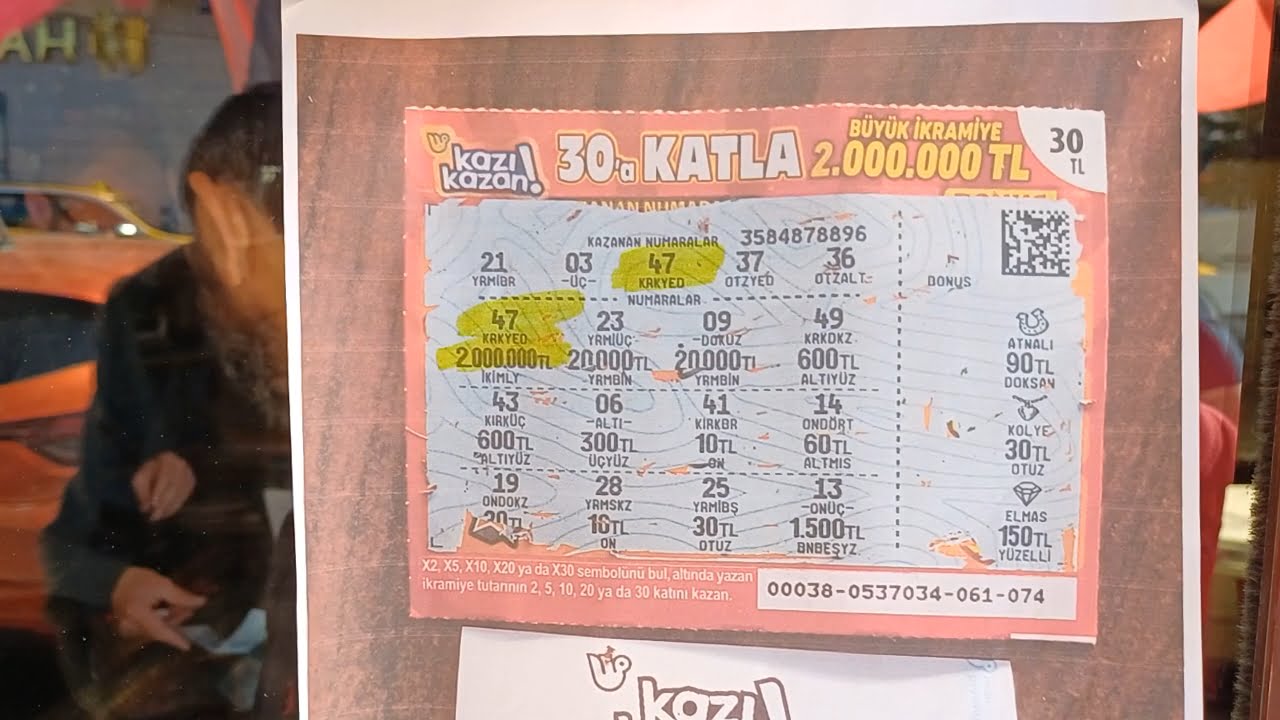 AH
kazı
kazan!
30'a KATLA
BÜYÜK İKRAMİYE
2.000.000 TL
30
TL
KAZANAN NUMARALAR 3584878896
21 03 47 37 36
YRMİBR -ÜÇ- KRKYED OTZYED OTZALT
BONUS
NUMARALAR
47 23 09 49
KRKYED YRMİÜÇ -DOKUZ KRKDKZ
2.000.000TL 20.000TL 20.000TL 600TL
İKİMLY -YRMBİN YRMBİN ALTIYÜZ
43 06 41 14
KIRKÜÇ -ALTI- KIRKBR ONDÖRT
600TL 300TL 10TL 60TL
ALTIYÜZ ÜÇYÜZ ON ALTMIS
19 28 25 13
ONDOKZ YRMSKZ YRMİBŞ -ONÜÇ-
20TL 10TL 30TL 1.500TL
ON OTUZ BNBEŞYZ
ATNALI
90TL
DOKSAN
KOLYE
30TL
OTUZ
ELMAS
150TL
YÜZELLİ
X2, X5, X10, X20 ya da X30 sembolünü bul, altında yazan
ikramiye tutarının 2, 5, 10, 20 ya da 30 katını kazan.
00038-0537034-061-074
kazı